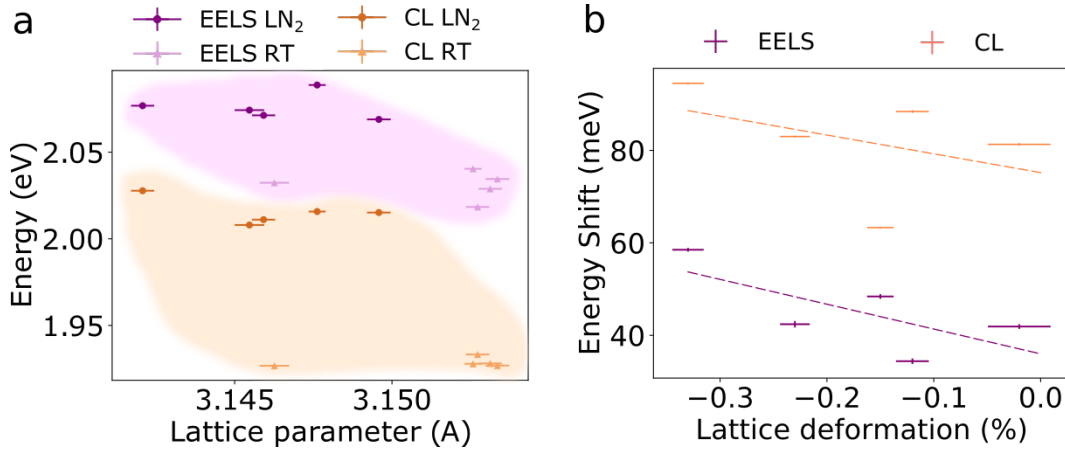 a
EELS LN₂
CL LN₂
EELS RT
CL RT
Energy (eV)
2.05
2.00
1.95
3.145
3.150
Lattice parameter (A)
b
EELS
CL
Energy Shift (meV)
80
60
40
−0.3
−0.2
−0.1
0.0
Lattice deformation (%)